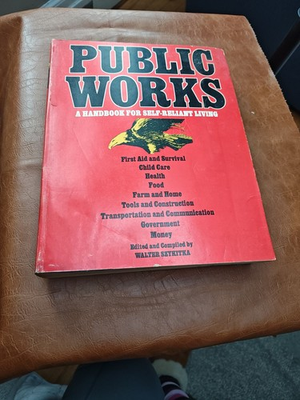 PUBLIC
WORKS
A HANDBOOK FOR SELF-RELIANT LIVING
First Aid and Survival
Child Care
Health
Food
Farm and Home
Tools and Construction
Transportation and Communication
Government
Money
Edited and Compiled by
WALTER SZYKITKA